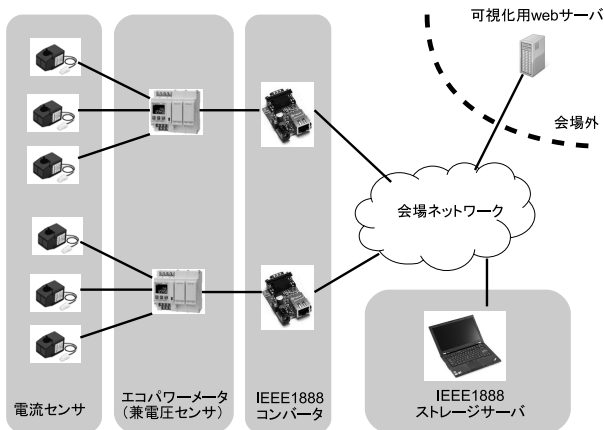 可視化用webサーバ
会場外
会場ネットワーク
電流センサ
エコパワーメータ
(兼電圧センサ)
IEEE1888
コンバータ
IEEE1888
ストレージサーバ